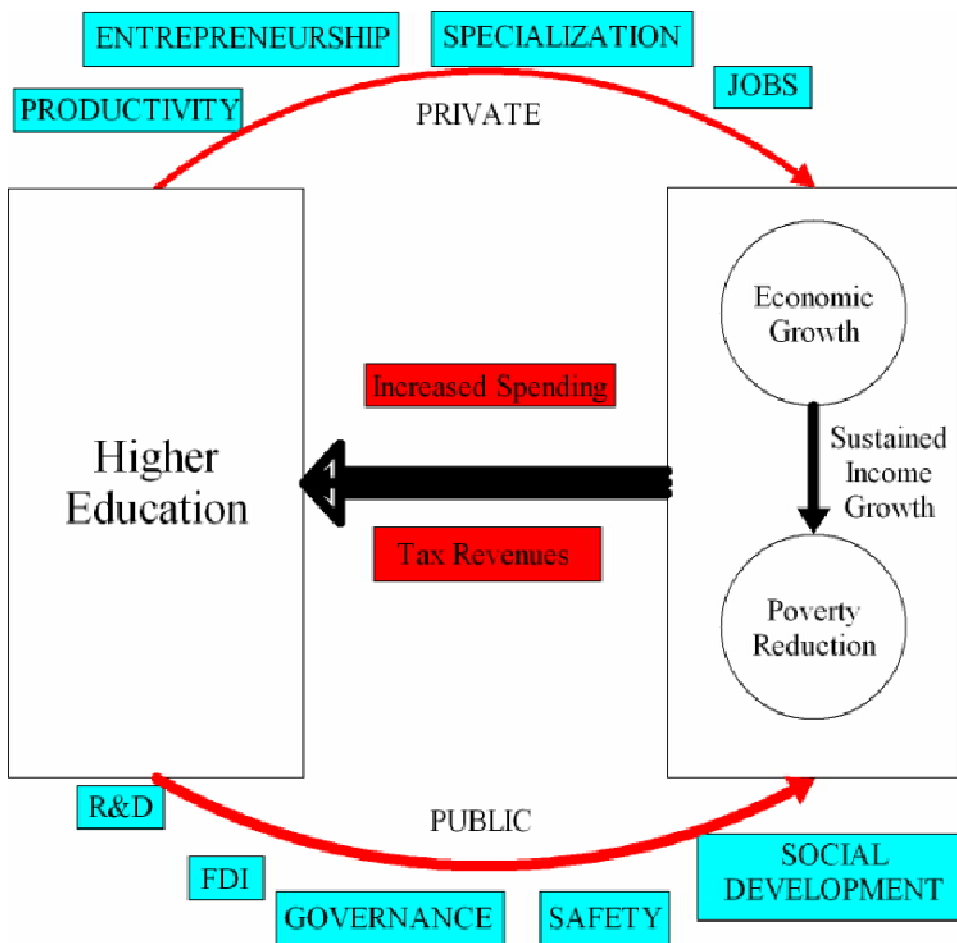 ENTREPRENEURSHIP
SPECIALIZATION
JOBS
PRODUCTIVITY
PRIVATE
Economic
Growth
Increased Spending
Higher
Education
Sustained
Income
Growth
Tax Revenues
Poverty
Reduction
R&D
PUBLIC
FDI
SOCIAL
DEVELOPMENT
GOVERNANCE
SAFETY